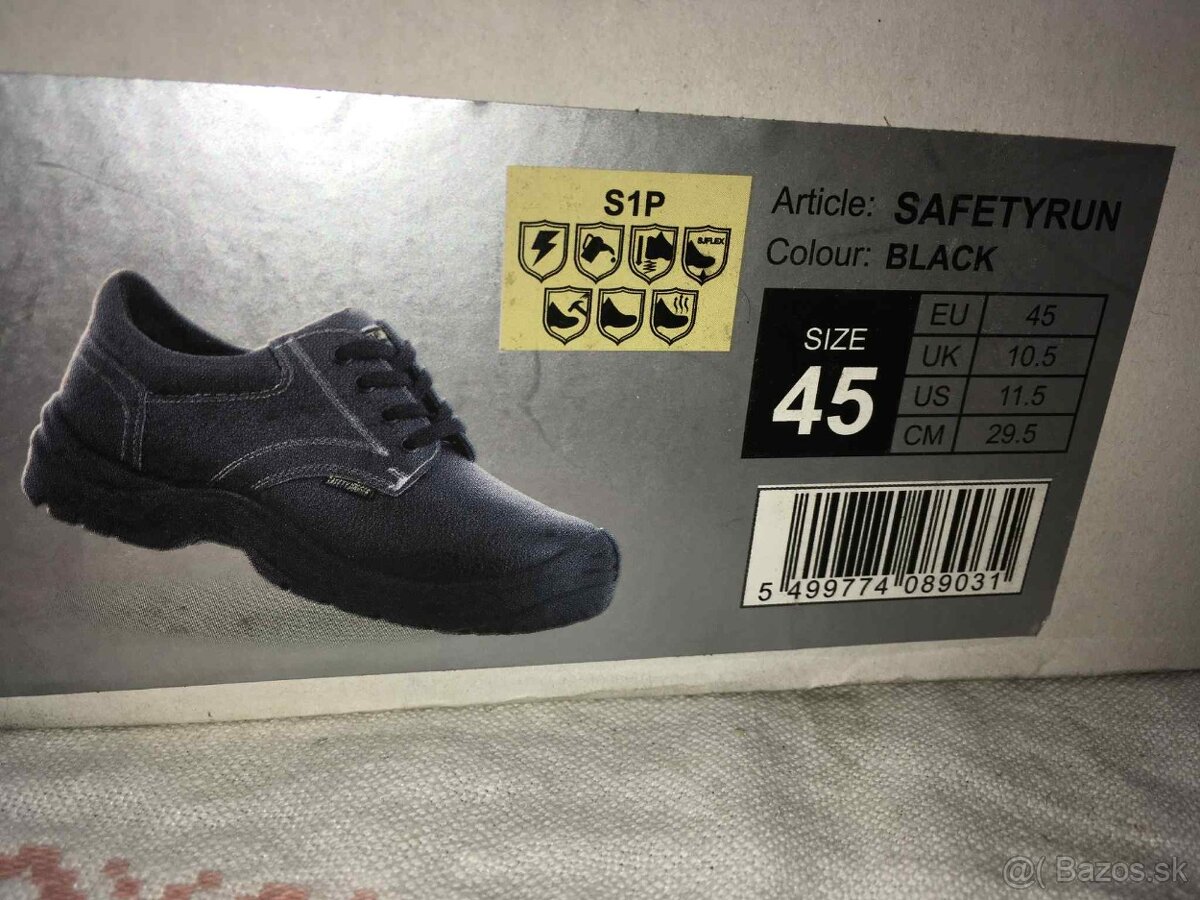 S1P
SJFLEX
Article: SAFETYRUN
Colour: BLACK
SIZE
45
EU 45
UK 10.5
US 11.5
CM 29.5
5 499774 089031
@( Bazos.sk